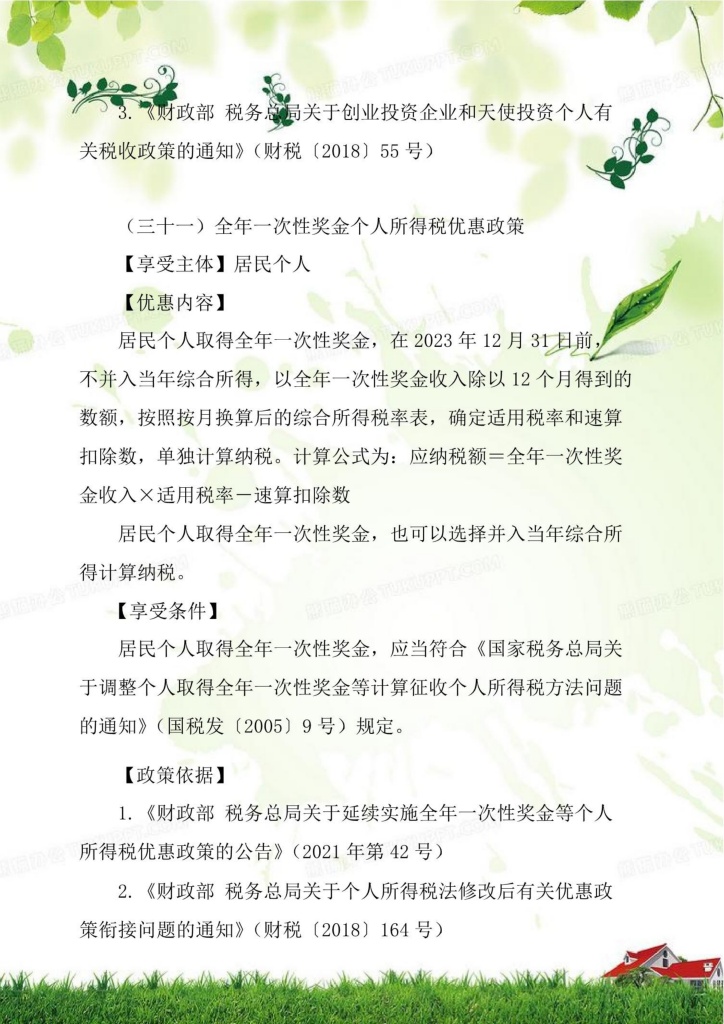 3.《财政部 税务总局关于创业投资企业和天使投资个人有
关税收政策的通知》（财税〔2018〕55 号）
（三十一）全年一次性奖金个人所得税优惠政策
【享受主体】居民个人
【优惠内容】
居民个人取得全年一次性奖金，在 2023 年 12 月 31 日前，
不并入当年综合所得，以全年一次性奖金收入除以 12 个月得到的
数额，按照按月换算后的综合所得税率表，确定适用税率和速算
扣除数，单独计算纳税。计算公式为：应纳税额＝全年一次性奖
金收入×适用税率－速算扣除数
居民个人取得全年一次性奖金，也可以选择并入当年综合所
得计算纳税。
【享受条件】
居民个人取得全年一次性奖金，应当符合《国家税务总局关
于调整个人取得全年一次性奖金等计算征收个人所得税方法问题
的通知》（国税发〔2005〕9 号）规定。
【政策依据】
1.《财政部 税务总局关于延续实施全年一次性奖金等个人
所得税优惠政策的公告》（2021 年第 42 号）
2.《财政部 税务总局关于个人所得税法修改后有关优惠政
策衔接问题的通知》（财税〔2018〕164 号）